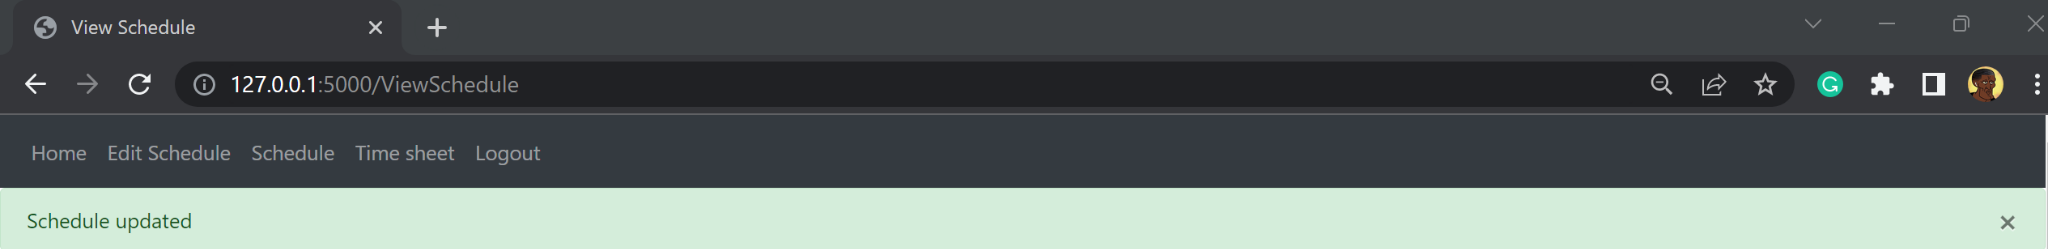 View Schedule
127.0.0.1:5000/ViewSchedule
Home Edit Schedule Schedule Time sheet Logout
Schedule updated